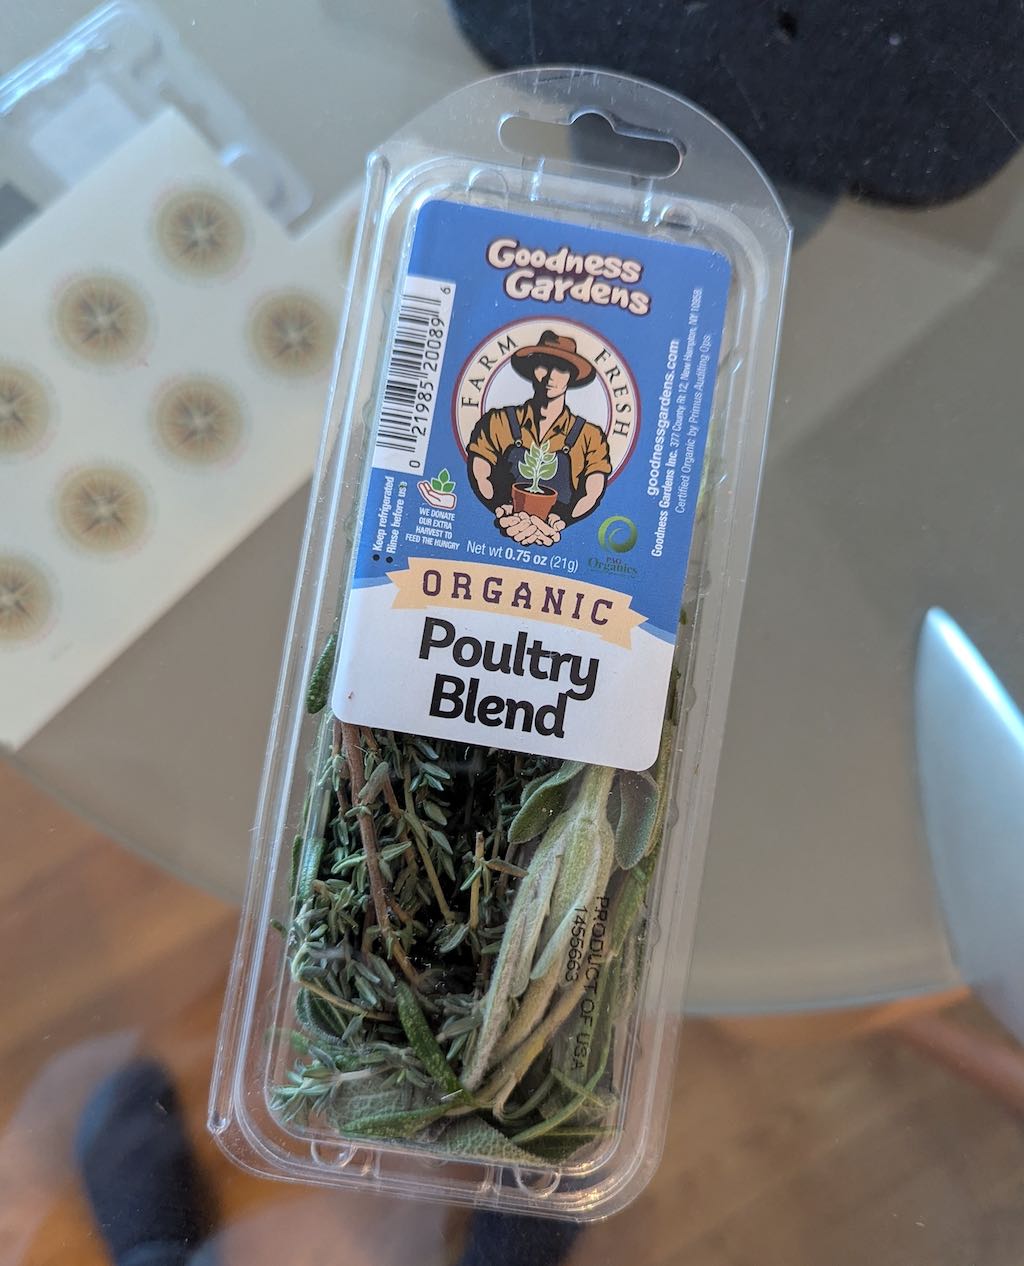 Goodness
Gardens
FARM FRESH
0 21985 20089 6
• Keep refrigerated
• Rinse before use
WE DONATE
OUR EXTRA
HARVEST TO
FEED THE HUNGRY
Net wt 0.75 oz (21g)
Organics
goodnessgardens.com
Goodness Gardens Inc. 377 County Rt 12, New Hampton, NY 10958
Certified Organic by Primus Auditing Ops
ORGANIC
Poultry
Blend
PRODUCT OF USA
1455663